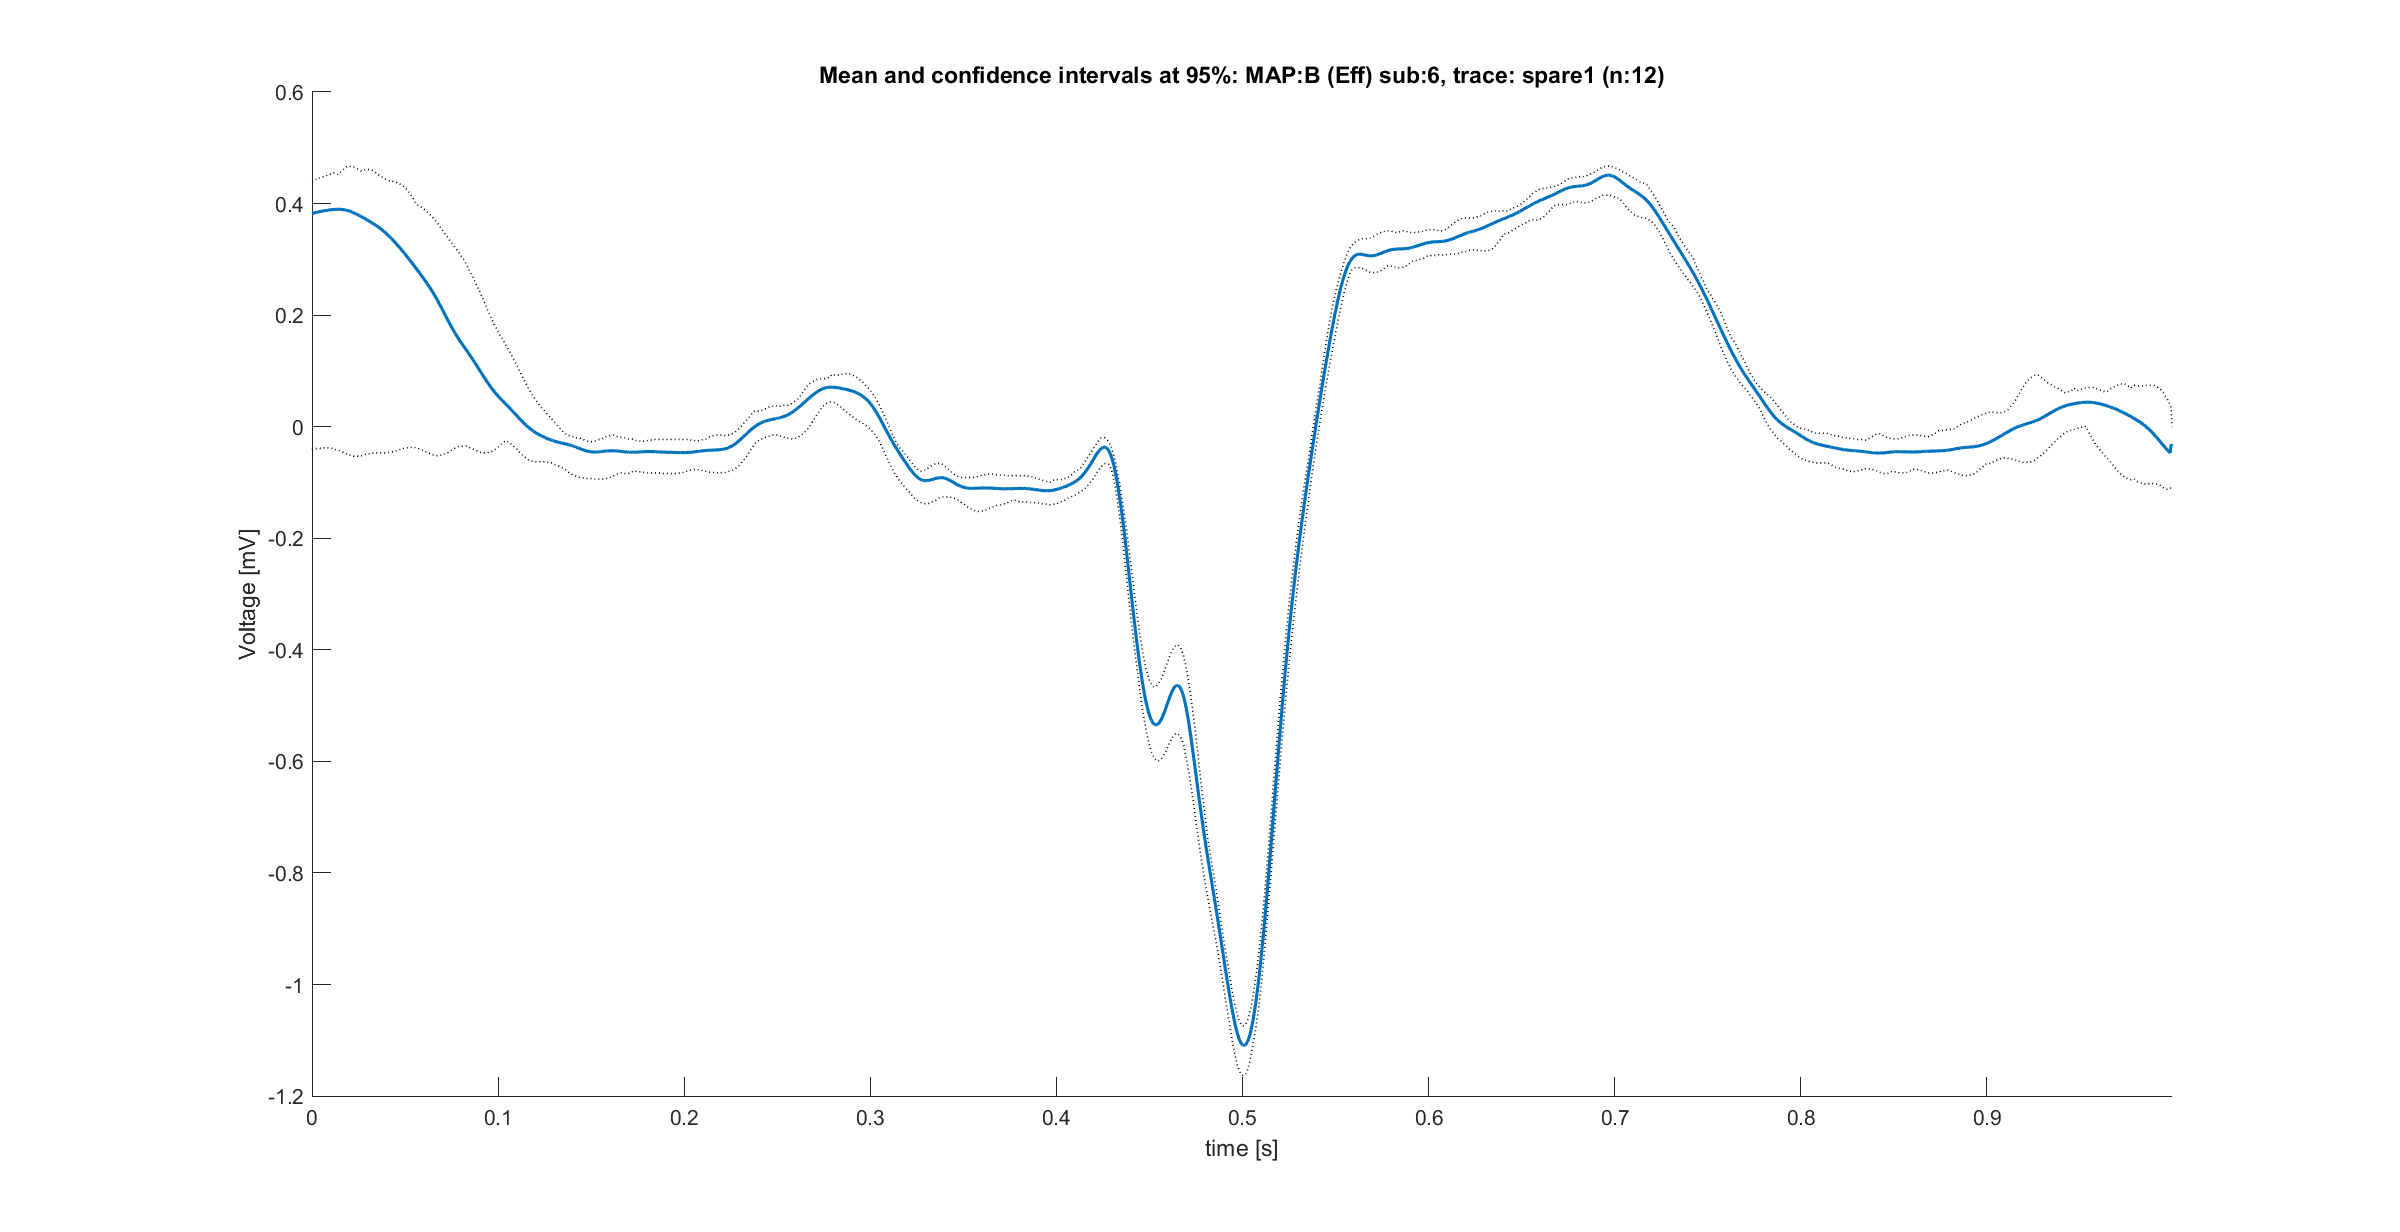 Mean and confidence intervals at 95%: MAP:B (Eff) sub:6, trace: spare1 (n:12)
0.6
0.4
0.2
0
-0.2
-0.4
-0.6
-0.8
-1
-1.2
Voltage [mV]
0 0.1 0.2 0.3 0.4 0.5 0.6 0.7 0.8 0.9
time [s]